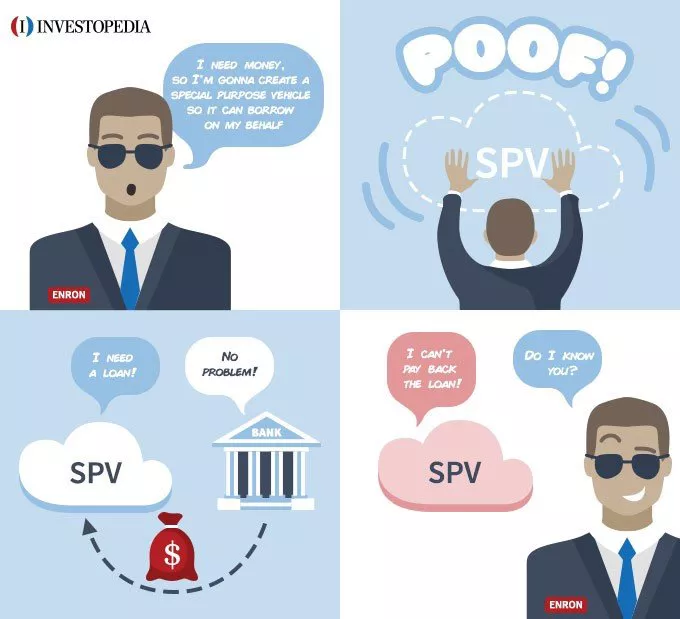 (I) INVESTOPEDIA
I NEED MONEY,
SO I'M GONNA CREATE A
SPECIAL PURPOSE VEHICLE
SO IT CAN BORROW
ON MY BEHALF
ENRON
POOF!
SPV
I NEED
A LOAN!
NO
PROBLEM!
BANK
SPV
$
I CAN'T
PAY BACK
THE LOAN!
DO I KNOW
YOU?
SPV
ENRON